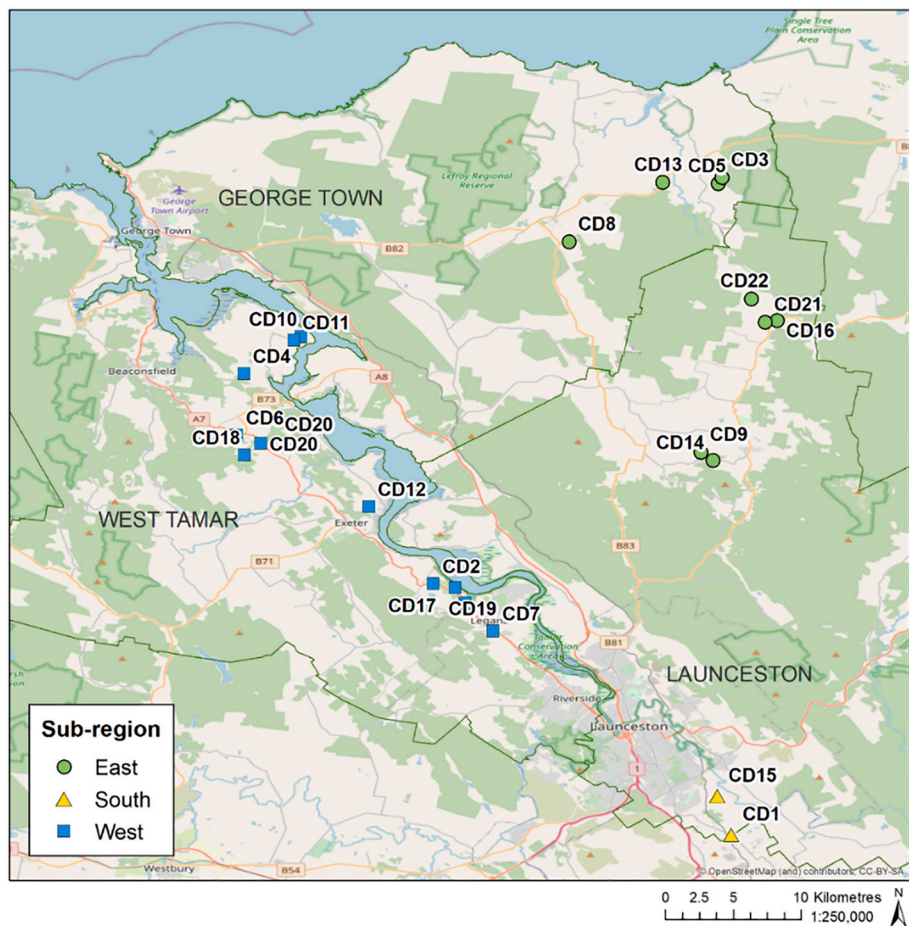 Single Tree
Plain Conservation
Area
CD13
CD5
CD3
B8
Lefroy Regional
Reserve
George
Town Airport
GEORGE TOWN
George Town
B82
CD8
CD22
CD21
CD16
CD10
CD11
CD4
Beaconsfield
A8
B73
A7
CD6
CD20
CD18
CD20
CD14
CD9
CD12
WEST TAMAR
Exeter
B83
B71
CD2
CD17
CD19
CD7
Legana
Tamar
Conservation
Area
B81
LAUNCESTON
Riverside
Launceston
Sub-region
East
South
West
1
CD15
CD1
Westbury
B54
© OpenStreetMap (and) contributors, CC-BY-SA
0 2.5 5 10 Kilometres
1:250,000
N